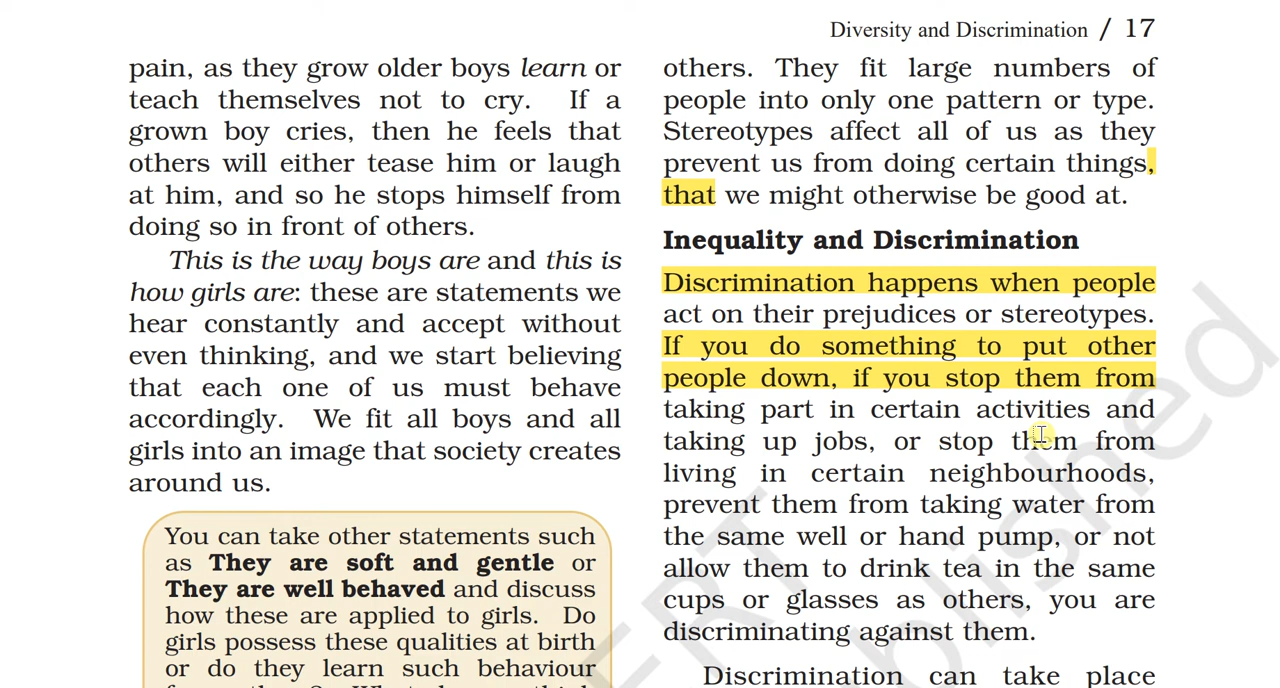 Diversity and Discrimination / 17
pain, as they grow older boys learn or
teach themselves not to cry. If a
grown boy cries, then he feels that
others will either tease him or laugh
at him, and so he stops himself from
doing so in front of others.
This is the way boys are and this is
how girls are: these are statements we
hear constantly and accept without
even thinking, and we start believing
that each one of us must behave
accordingly. We fit all boys and all
girls into an image that society creates
around us.
You can take other statements such
as They are soft and gentle or
They are well behaved and discuss
how these are applied to girls. Do
girls possess these qualities at birth
or do they learn such behaviour
others. They fit large numbers of
people into only one pattern or type.
Stereotypes affect all of us as they
prevent us from doing certain things,
that we might otherwise be good at.
Inequality and Discrimination
Discrimination happens when people
act on their prejudices or stereotypes.
If you do something to put other
people down, if you stop them from
taking part in certain activities and
taking up jobs, or stop them from
living in certain neighbourhoods,
prevent them from taking water from
the same well or hand pump, or not
allow them to drink tea in the same
cups or glasses as others, you are
discriminating against them.
Discrimination can take place